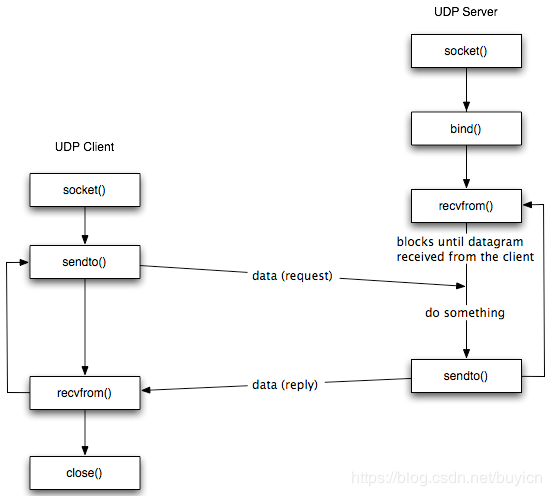 UDP Server
socket()
bind()
UDP Client
socket()
recvfrom()
blocks until datagram
received from the client
sendto()
data (request)
do something
sendto()
data (reply)
recvfrom()
close()
https://blog.csdn.net/buyicn